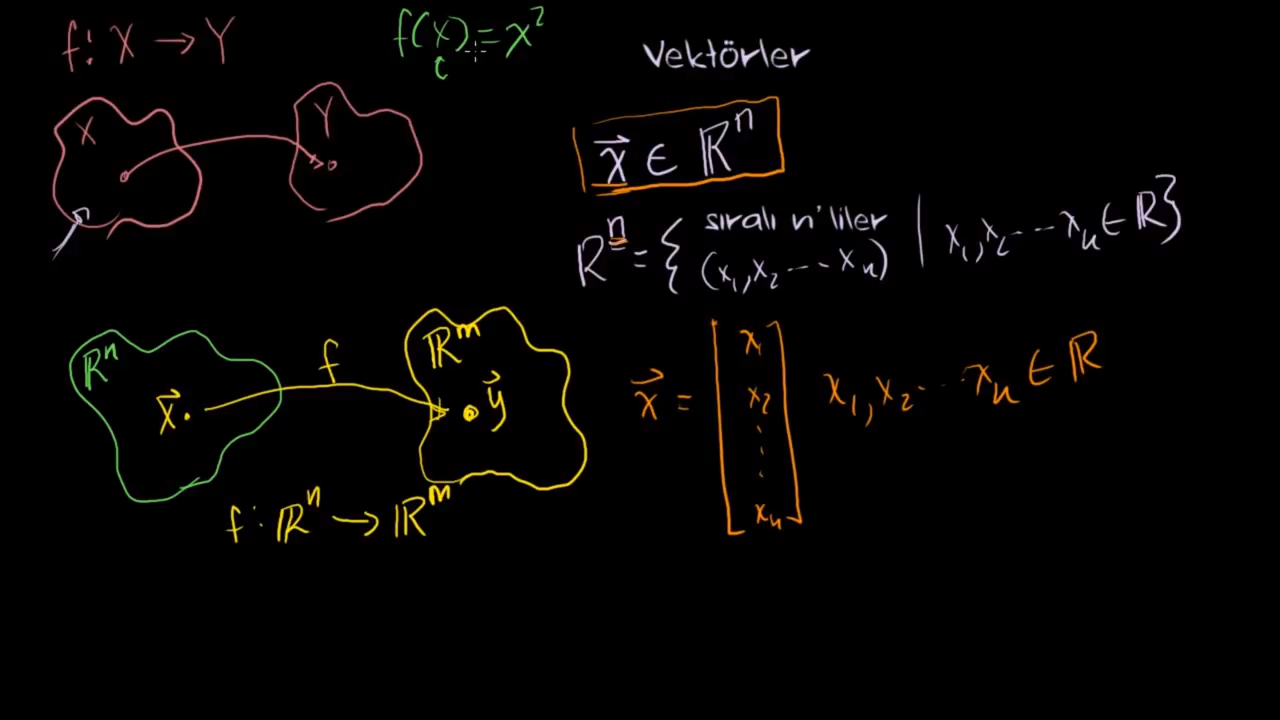 f: X → Y
f(x) = x²
X
Y
Vektörler
x⃗ ∈ ℝⁿ
ℝⁿ = { sıralı n'liler
(x₁, x₂ ... xₙ) | x₁, x₂ ... xₙ ∈ ℝ}
ℝⁿ
x⃗
f
ℝᵐ
y⃗
f: ℝⁿ → ℝᵐ
x⃗ = [x₁
x₂
⋮
xₙ] x₁, x₂ ... xₙ ∈ ℝ